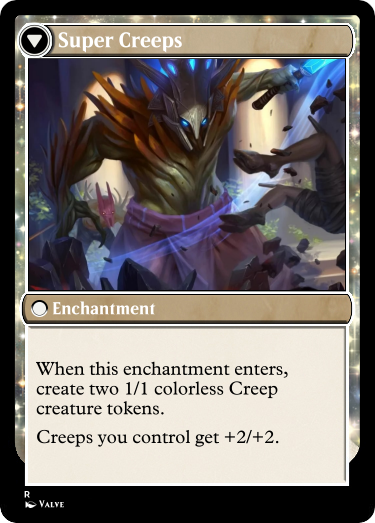 Super Creeps
Enchantment
When this enchantment enters,
create two 1/1 colorless Creep
creature tokens.
Creeps you control get +2/+2.
R
Valve